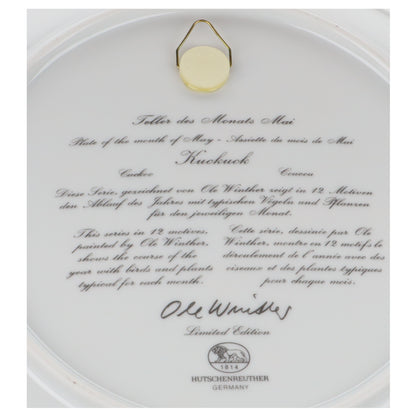 Teller des Monats Mai
Plate of the month of May - Assiette du mois de Mai
Kuckuck
Cuckoo Coucou
Diese Serie, gezeichnet von Ole Winther zeigt in 12 Motiven
den Ablauf des Jahres mit typischen Vögeln und Pflanzen
für den jeweiligen Monat.
This series in 12 motives,
painted by Ole Winther,
shows the course of the
year with birds and plants
typical for each month.
Cette série, dessinée par Ole
Winther, montre en 12 motifs le
déroulement de l'année avec des
oiseaux et des plantes typiques
pour chaque mois.
Ole Winther
Limited Edition
1814
HUTSCHENREUTHER
GERMANY